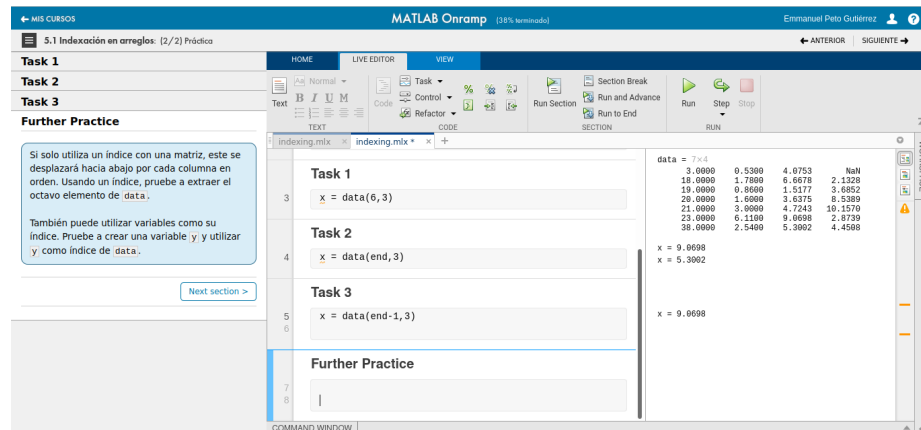 ← MIS CURSOS
MATLAB Onramp (38% terminado)
Emmanuel Peto Gutiérrez
5.1 Indexación en arreglos: (2/2) Práctica
← ANTERIOR
SIGUIENTE →
Task 1
Task 2
Task 3
Further Practice
Si solo utiliza un índice con una matriz, este se
desplazará hacia abajo por cada columna en
orden. Usando un índice, pruebe a extraer el
octavo elemento de data.
También puede utilizar variables como su
índice. Pruebe a crear una variable y y utilizar
y como índice de data.
Next section >
HOME
LIVE EDITOR
VIEW
Text
Aa Normal
B I U M
TEXT
Code
Task
Control
Refactor
CODE
Run Section
Section Break
Run and Advance
Run to End
SECTION
Run
Step
Stop
RUN
indexing.mlx ×
indexing.mlx * ×
+
Task 1
3 x = data(6,3)
Task 2
4 x = data(end,3)
Task 3
5 x = data(end-1,3)
6
Further Practice
7
8
data = 7×4
3.0000 0.5300 4.0753 NaN
18.0000 1.7800 6.6678 2.1328
19.0000 0.8600 1.5177 3.6852
20.0000 1.6000 3.6375 8.5389
21.0000 3.0000 4.7243 10.1570
23.0000 6.1100 9.0698 2.8739
38.0000 2.5400 5.3002 4.4508
x = 9.0698
x = 5.3002
x = 9.0698
COMMAND WINDOW